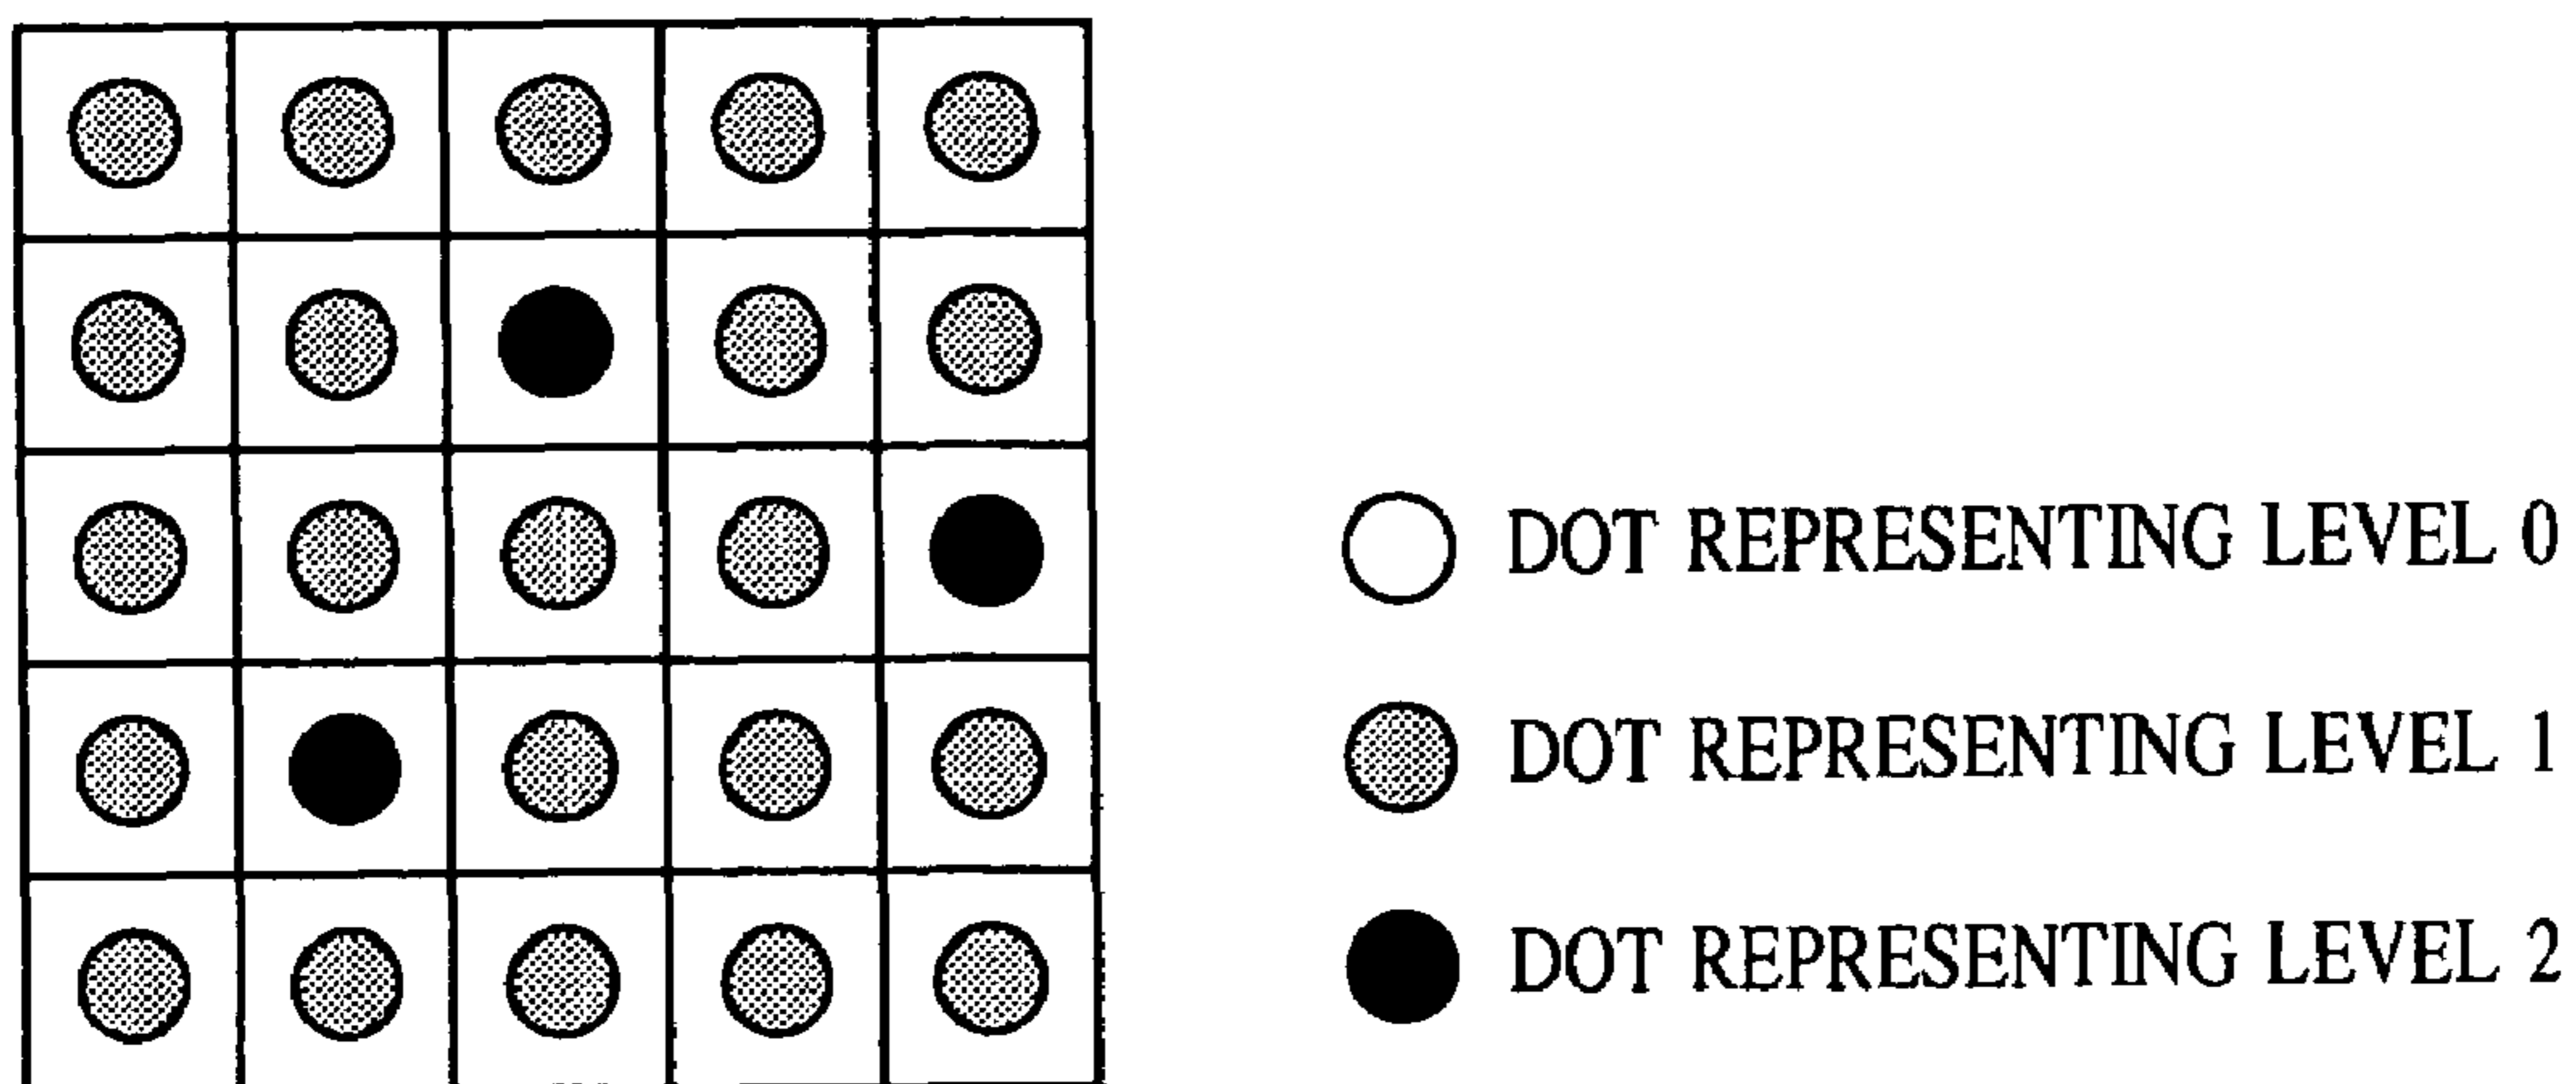 DOT REPRESENTING LEVEL 0
DOT REPRESENTING LEVEL 1
DOT REPRESENTING LEVEL 2